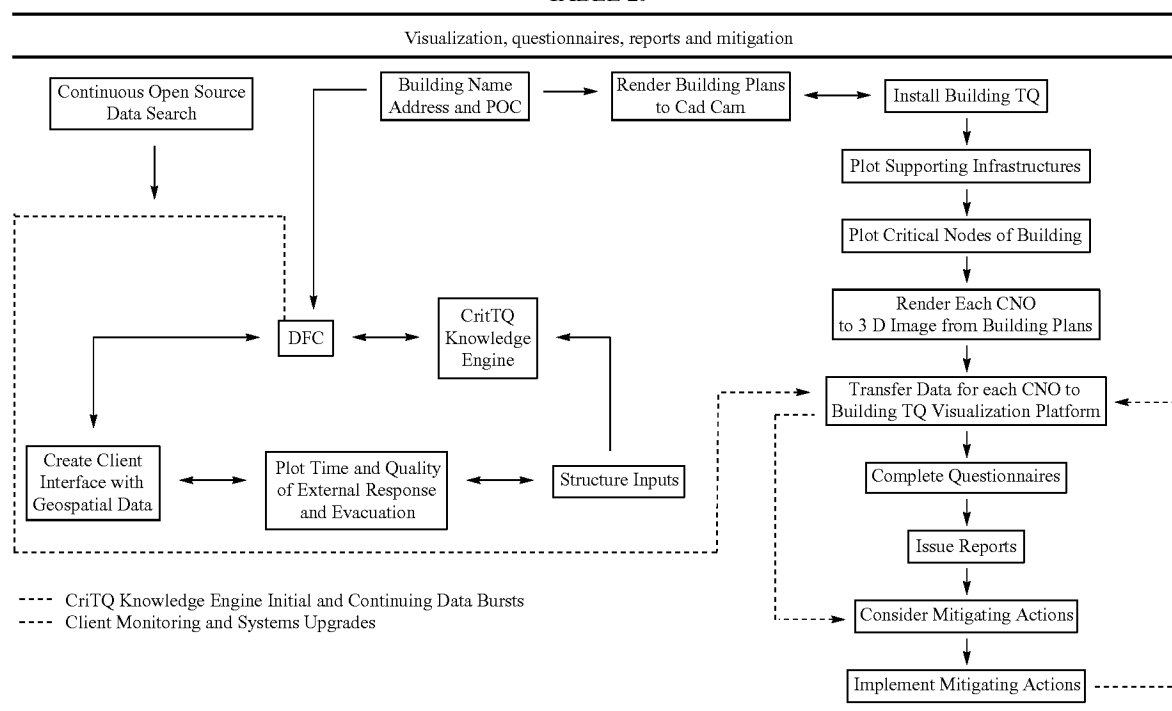 Visualization, questionnaires, reports and mitigation
Continuous Open Source
Data Search
Building Name
Address and POC
Render Building Plans
to Cad Cam
Install Building TQ
Plot Supporting Infrastructures
Plot Critical Nodes of Building
Render Each CNO
to 3 D Image from Building Plans
DFC
CritTQ
Knowledge
Engine
Transfer Data for each CNO to
Building TQ Visualization Platform
Create Client
Interface with
Geospatial Data
Plot Time and Quality
of External Response
and Evacuation
Structure Inputs
Complete Questionnaires
Issue Reports
Consider Mitigating Actions
Implement Mitigating Actions
CriTQ Knowledge Engine Initial and Continuing Data Bursts
Client Monitoring and Systems Upgrades